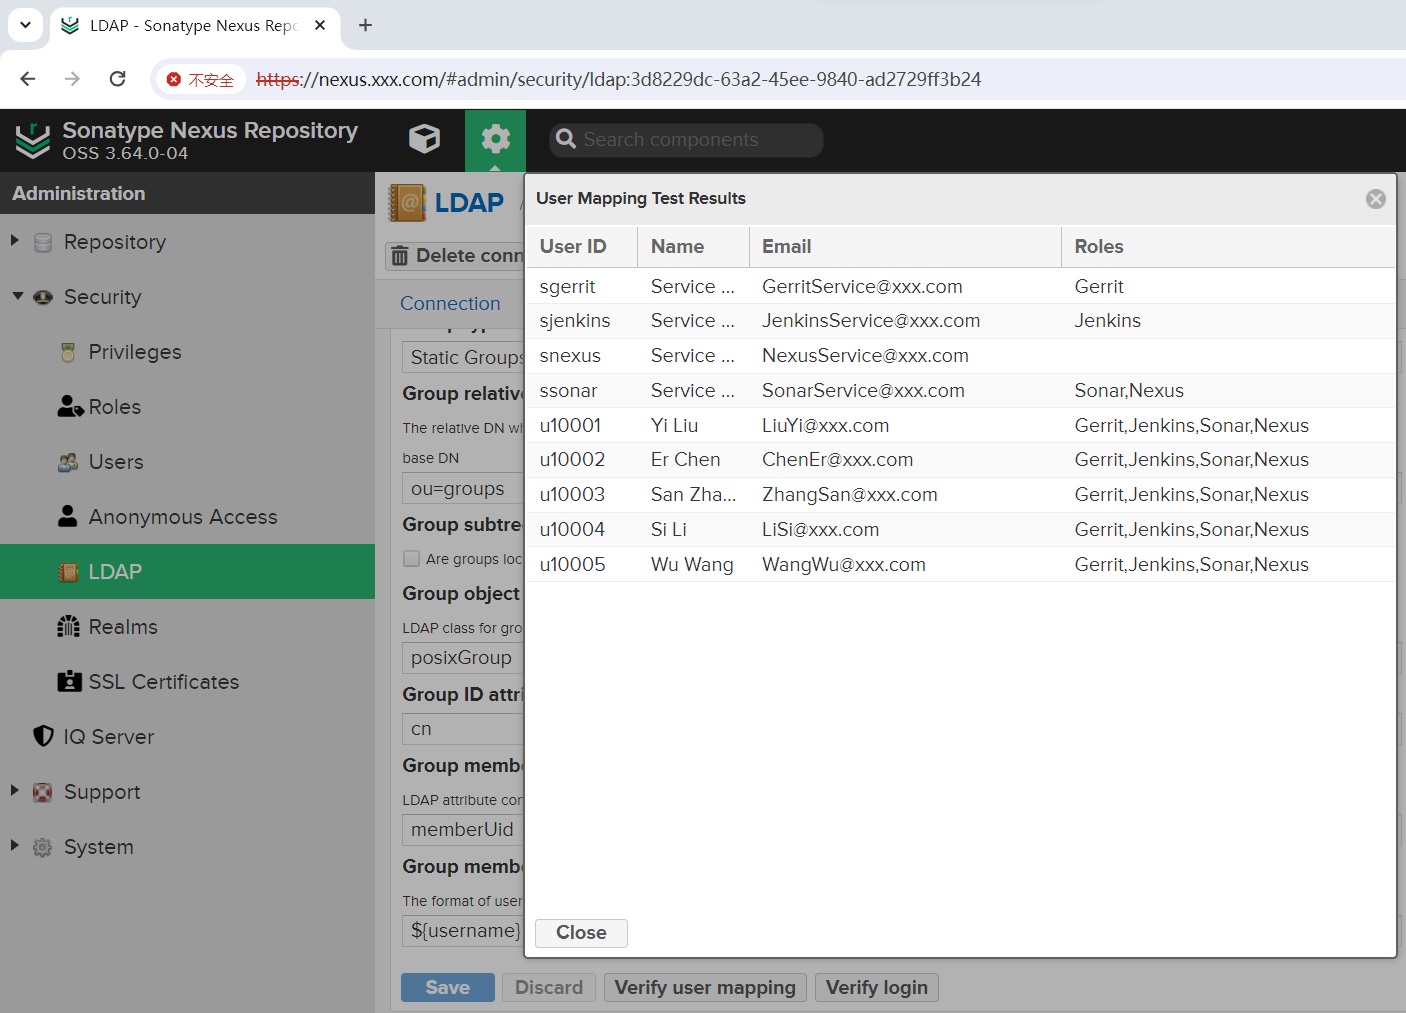 LDAP - Sonatype Nexus Repo
不安全
https://nexus.xxx.com/#admin/security/ldap:3d8229dc-63a2-45ee-9840-ad2729ff3b24
Sonatype Nexus Repository
OSS 3.64.0-04
Search components
Administration
Repository
Security
Privileges
Roles
Users
Anonymous Access
LDAP
Realms
SSL Certificates
IQ Server
Support
System
LDAP /
Delete conn
Connection
Static Groups
Group relative
The relative DN wh
base DN
ou=groups
Group subtre
Are groups loc
Group object
LDAP class for gro
posixGroup
Group ID attri
cn
Group membe
LDAP attribute con
memberUid
Group membe
The format of user
${username}
Save Discard Verify user mapping Verify login
User Mapping Test Results
User ID Name Email Roles
sgerrit Service ... GerritService@xxx.com Gerrit
sjenkins Service ... JenkinsService@xxx.com Jenkins
snexus Service ... NexusService@xxx.com
ssonar Service ... SonarService@xxx.com Sonar,Nexus
u10001 Yi Liu LiuYi@xxx.com Gerrit,Jenkins,Sonar,Nexus
u10002 Er Chen ChenEr@xxx.com Gerrit,Jenkins,Sonar,Nexus
u10003 San Zha... ZhangSan@xxx.com Gerrit,Jenkins,Sonar,Nexus
u10004 Si Li LiSi@xxx.com Gerrit,Jenkins,Sonar,Nexus
u10005 Wu Wang WangWu@xxx.com Gerrit,Jenkins,Sonar,Nexus
Close